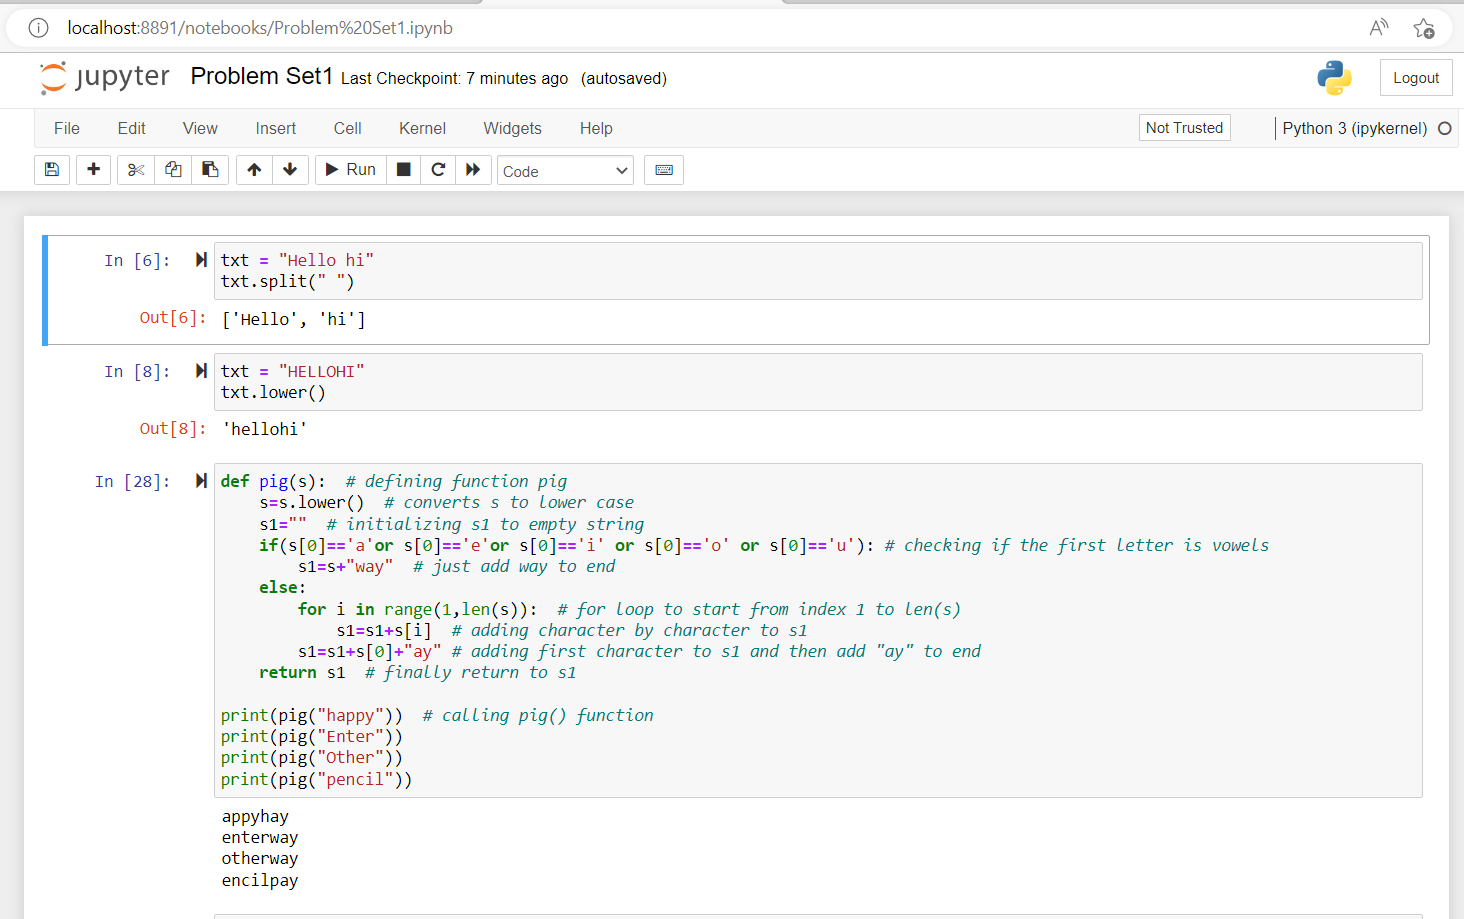 localhost:8891/notebooks/Problem%20Set1.ipynb
jupyter Problem Set1 Last Checkpoint: 7 minutes ago (autosaved) Logout
File Edit View Insert Cell Kernel Widgets Help Not Trusted Python 3 (ipykernel)
Run Code
In [6]: txt = "Hello hi"
txt.split(" ")
Out[6]: ['Hello', 'hi']
In [8]: txt = "HELLOHI"
txt.lower()
Out[8]: 'hellohi'
In [28]: def pig(s):  # defining function pig
    s=s.lower()  # converts s to lower case
    s1=""  # initializing s1 to empty string
    if(s[0]=='a'or s[0]=='e'or s[0]=='i' or s[0]=='o' or s[0]=='u'): # checking if the first letter is vowels
        s1=s+"way"  # just add way to end
    else:
        for i in range(1,len(s)):  # for loop to start from index 1 to len(s)
            s1=s1+s[i]  # adding character by character to s1
        s1=s1+s[0]+"ay" # adding first character to s1 and then add "ay" to end
    return s1  # finally return to s1
print(pig("happy"))  # calling pig() function
print(pig("Enter"))
print(pig("Other"))
print(pig("pencil"))
appyhay
enterway
otherway
encilpay